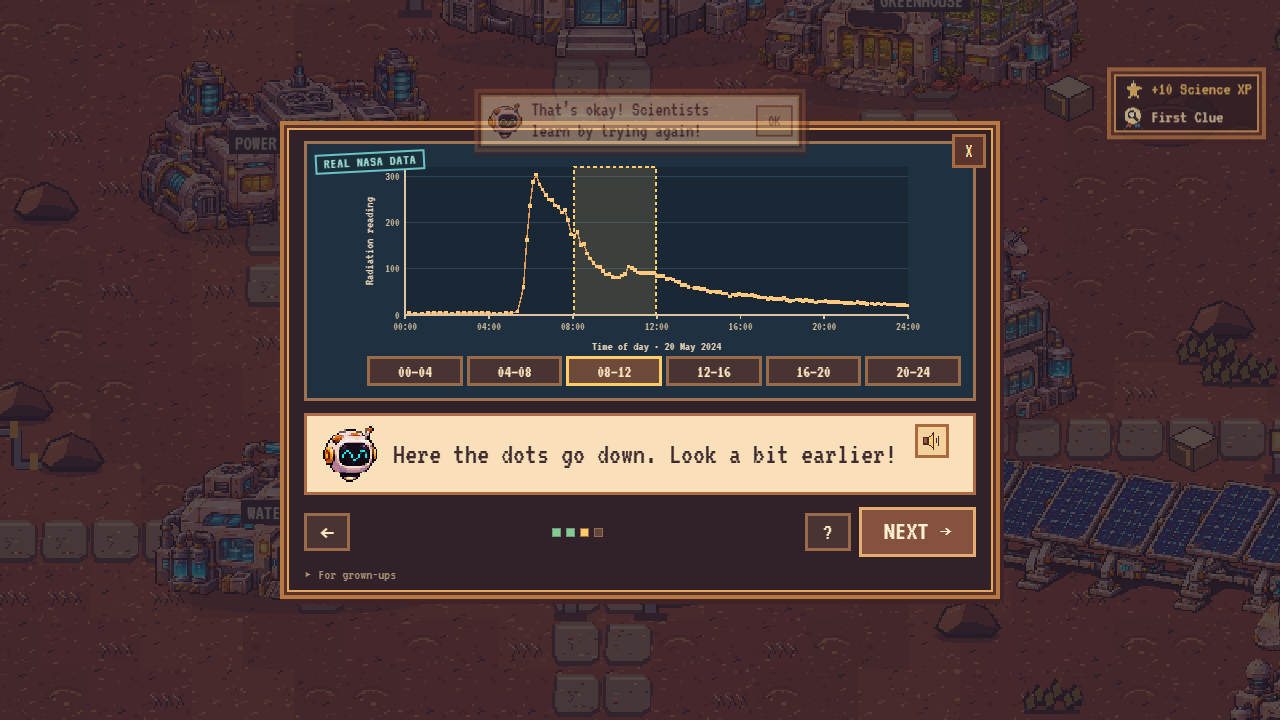 GREENHOUSE
+10 Science XP
First Clue
That's okay! Scientists
learn by trying again!
OK
POWER
REAL NASA DATA
X
Radiation reading
300
200
100
0
00:00 04:00 08:00 12:00 16:00 20:00 24:00
Time of day · 20 May 2024
00-04 04-08 08-12 12-16 16-20 20-24
Here the dots go down. Look a bit earlier!
WATE
← ? NEXT →
▸ For grown-ups